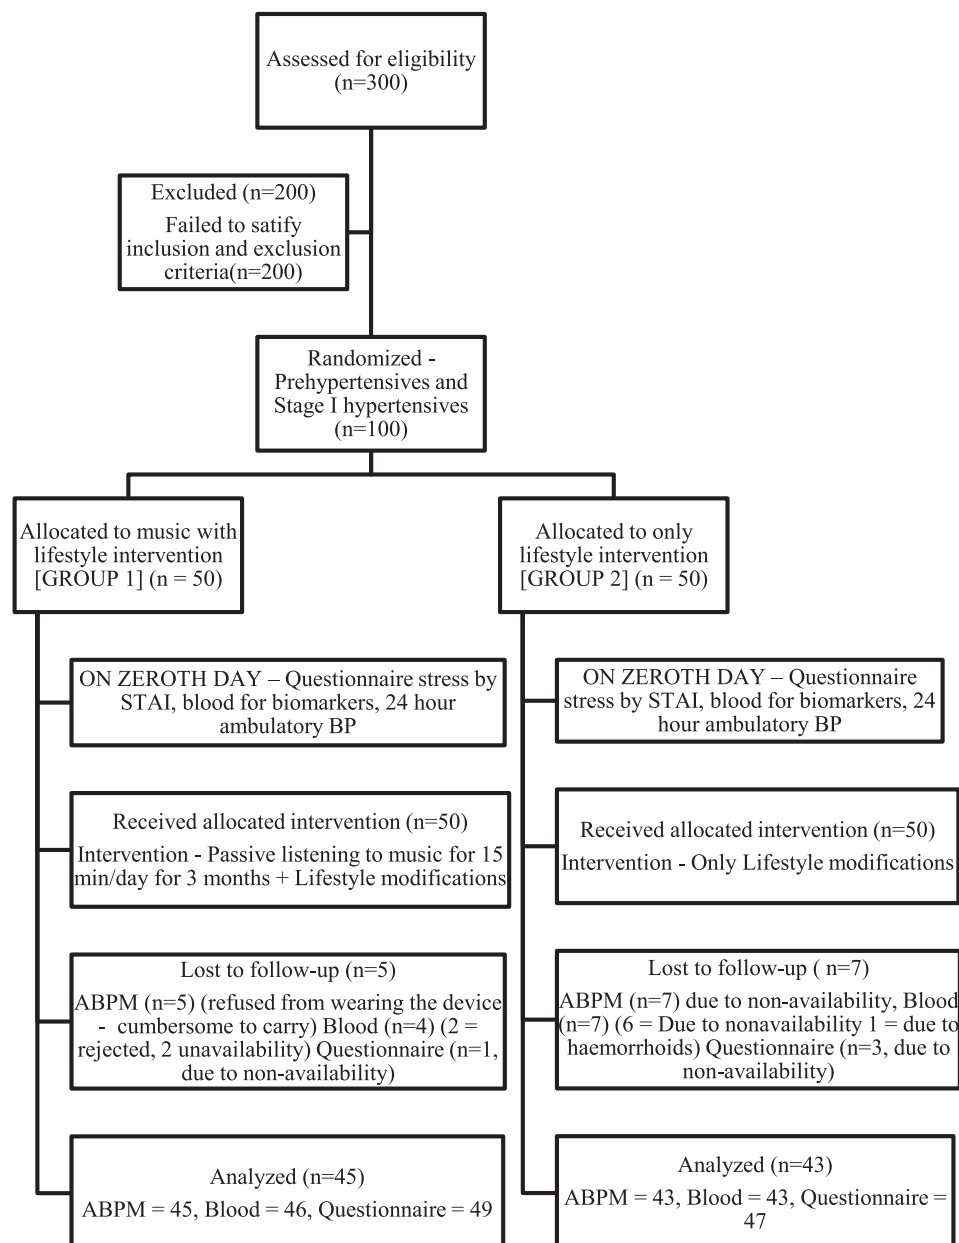 Assessed for eligibility
(n=300)
Excluded (n=200)
Failed to satify
inclusion and exclusion
criteria(n=200)
Randomized -
Prehypertensives and
Stage I hypertensives
(n=100)
Allocated to music with
lifestyle intervention
[GROUP 1] (n = 50)
Allocated to only
lifestyle intervention
[GROUP 2] (n = 50)
ON ZEROTH DAY – Questionnaire stress by
STAI, blood for biomarkers, 24 hour
ambulatory BP
ON ZEROTH DAY – Questionnaire
stress by STAI, blood for biomarkers, 24
hour ambulatory BP
Received allocated intervention (n=50)
Intervention - Passive listening to music for 15
min/day for 3 months + Lifestyle modifications
Received allocated intervention (n=50)
Intervention - Only Lifestyle modifications
Lost to follow-up (n=5)
ABPM (n=5) (refused from wearing the device
- cumbersome to carry) Blood (n=4) (2 =
rejected, 2 unavailability) Questionnaire (n=1,
due to non-availability)
Lost to follow-up ( n=7)
ABPM (n=7) due to non-availability, Blood
(n=7) (6 = Due to nonavailability 1 = due to
haemorrhoids) Questionnaire (n=3, due to
non-availability)
Analyzed (n=45)
ABPM = 45, Blood = 46, Questionnaire = 49
Analyzed (n=43)
ABPM = 43, Blood = 43, Questionnaire =
47